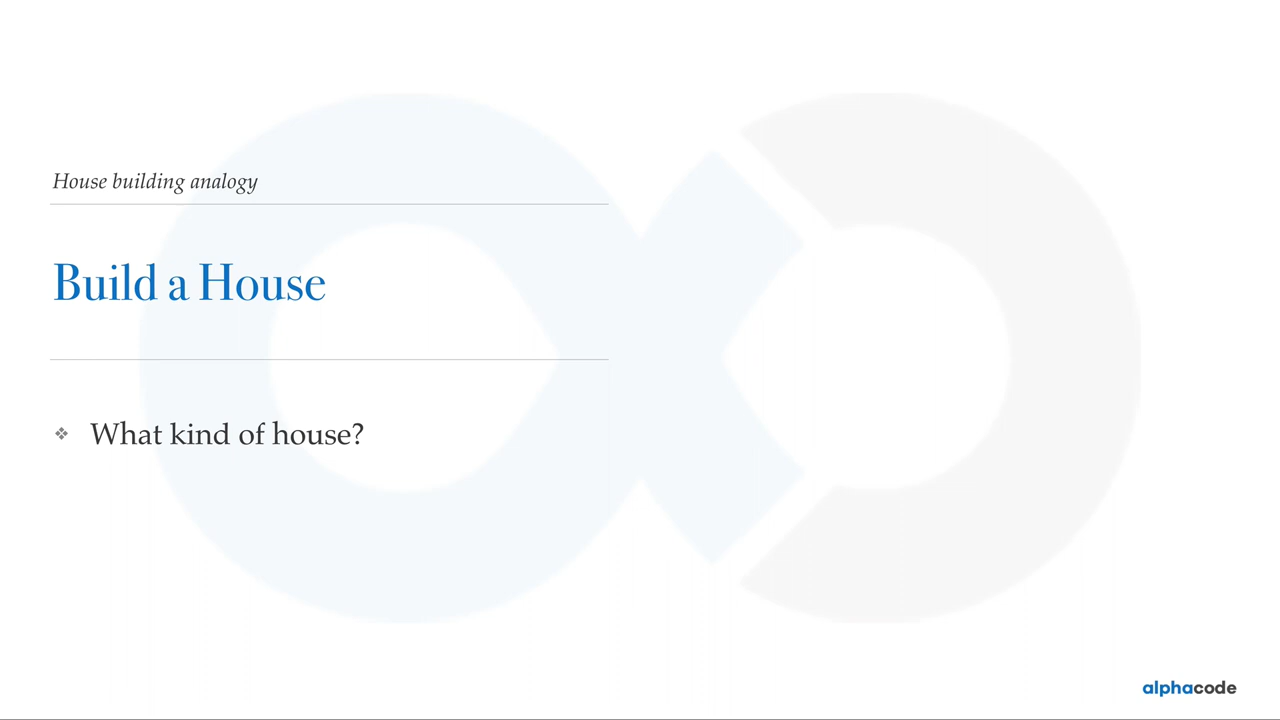 House building analogy
Build a House
❖ What kind of house?
alphacode